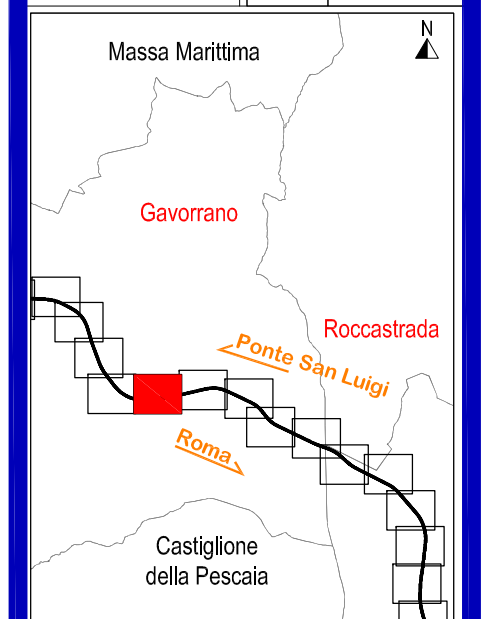 N
Massa Marittima
Gavorrano
Roccastrada
Ponte San Luigi
Roma
Castiglione
della Pescaia